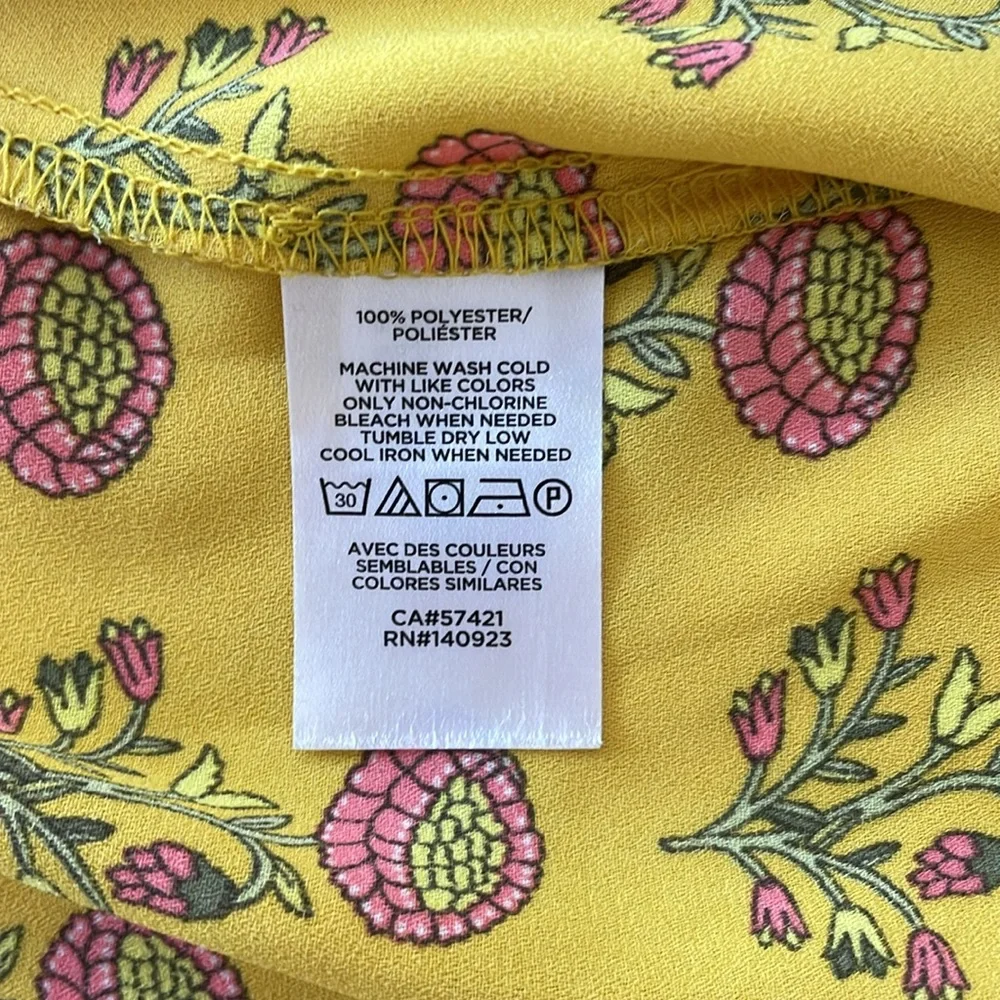 100% POLYESTER/
POLIÉSTER
MACHINE WASH COLD
WITH LIKE COLORS
ONLY NON-CHLORINE
BLEACH WHEN NEEDED
TUMBLE DRY LOW
COOL IRON WHEN NEEDED
30 P
AVEC DES COULEURS
SEMBLABLES / CON
COLORES SIMILARES
CA#57421
RN#140923